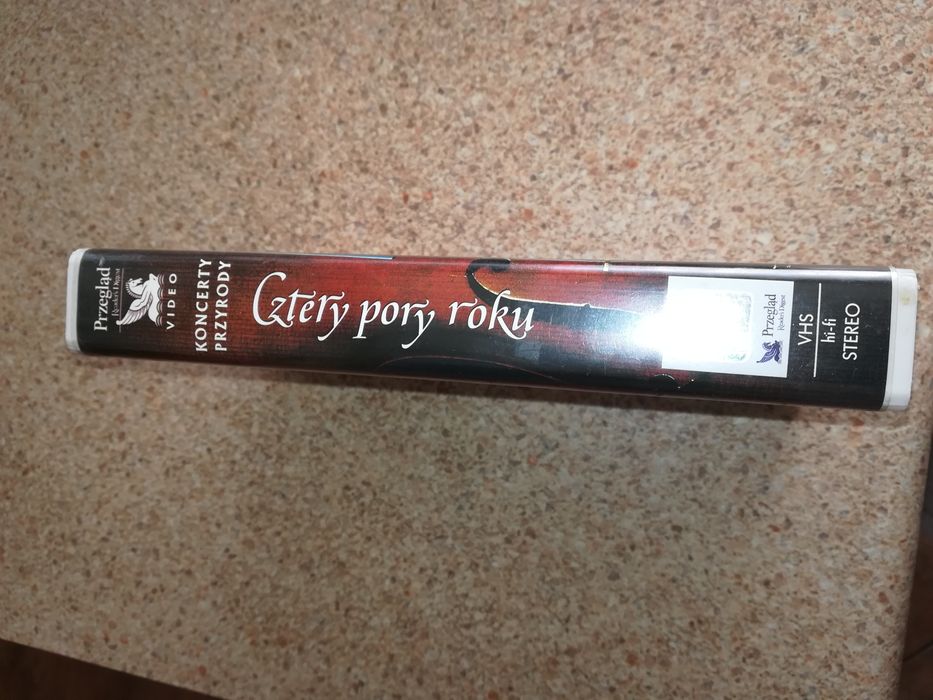 Przegląd
Reader's Digest
VIDEO
KONCERTY
PRZYRODY
Cztery pory roku
Przegląd
Reader's Digest
VHS
hi-fi
STEREO